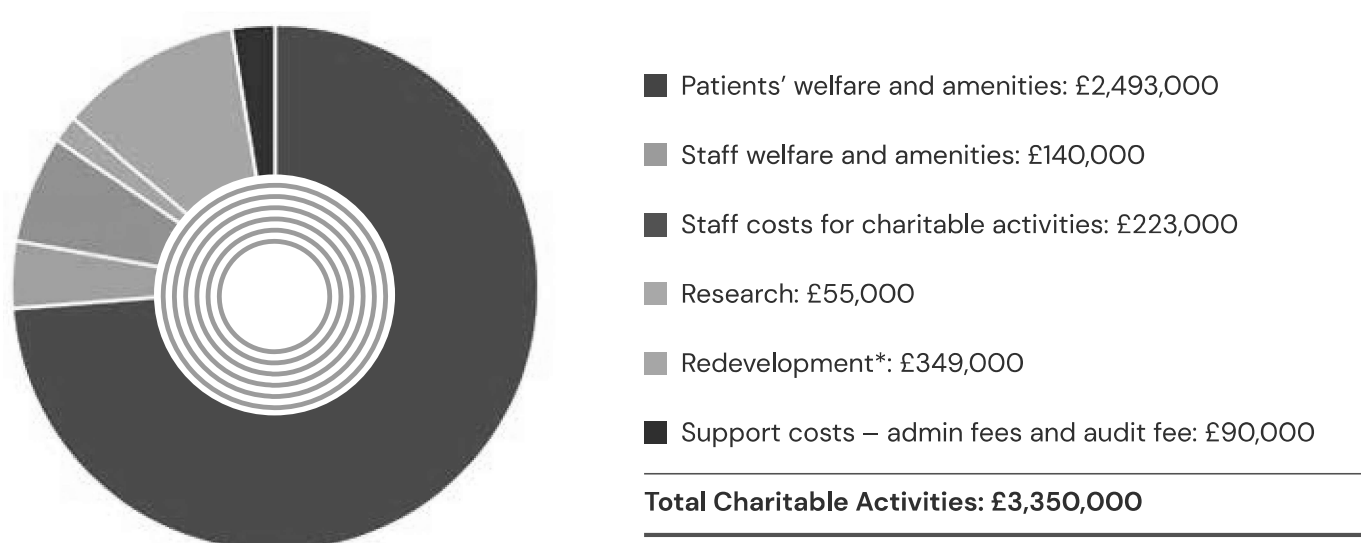 Patients’ welfare and amenities: £2,493,000
Staff welfare and amenities: £140,000
Staff costs for charitable activities: £223,000
Research: £55,000
Redevelopment*: £349,000
Support costs – admin fees and audit fee: £90,000
Total Charitable Activities: £3,350,000